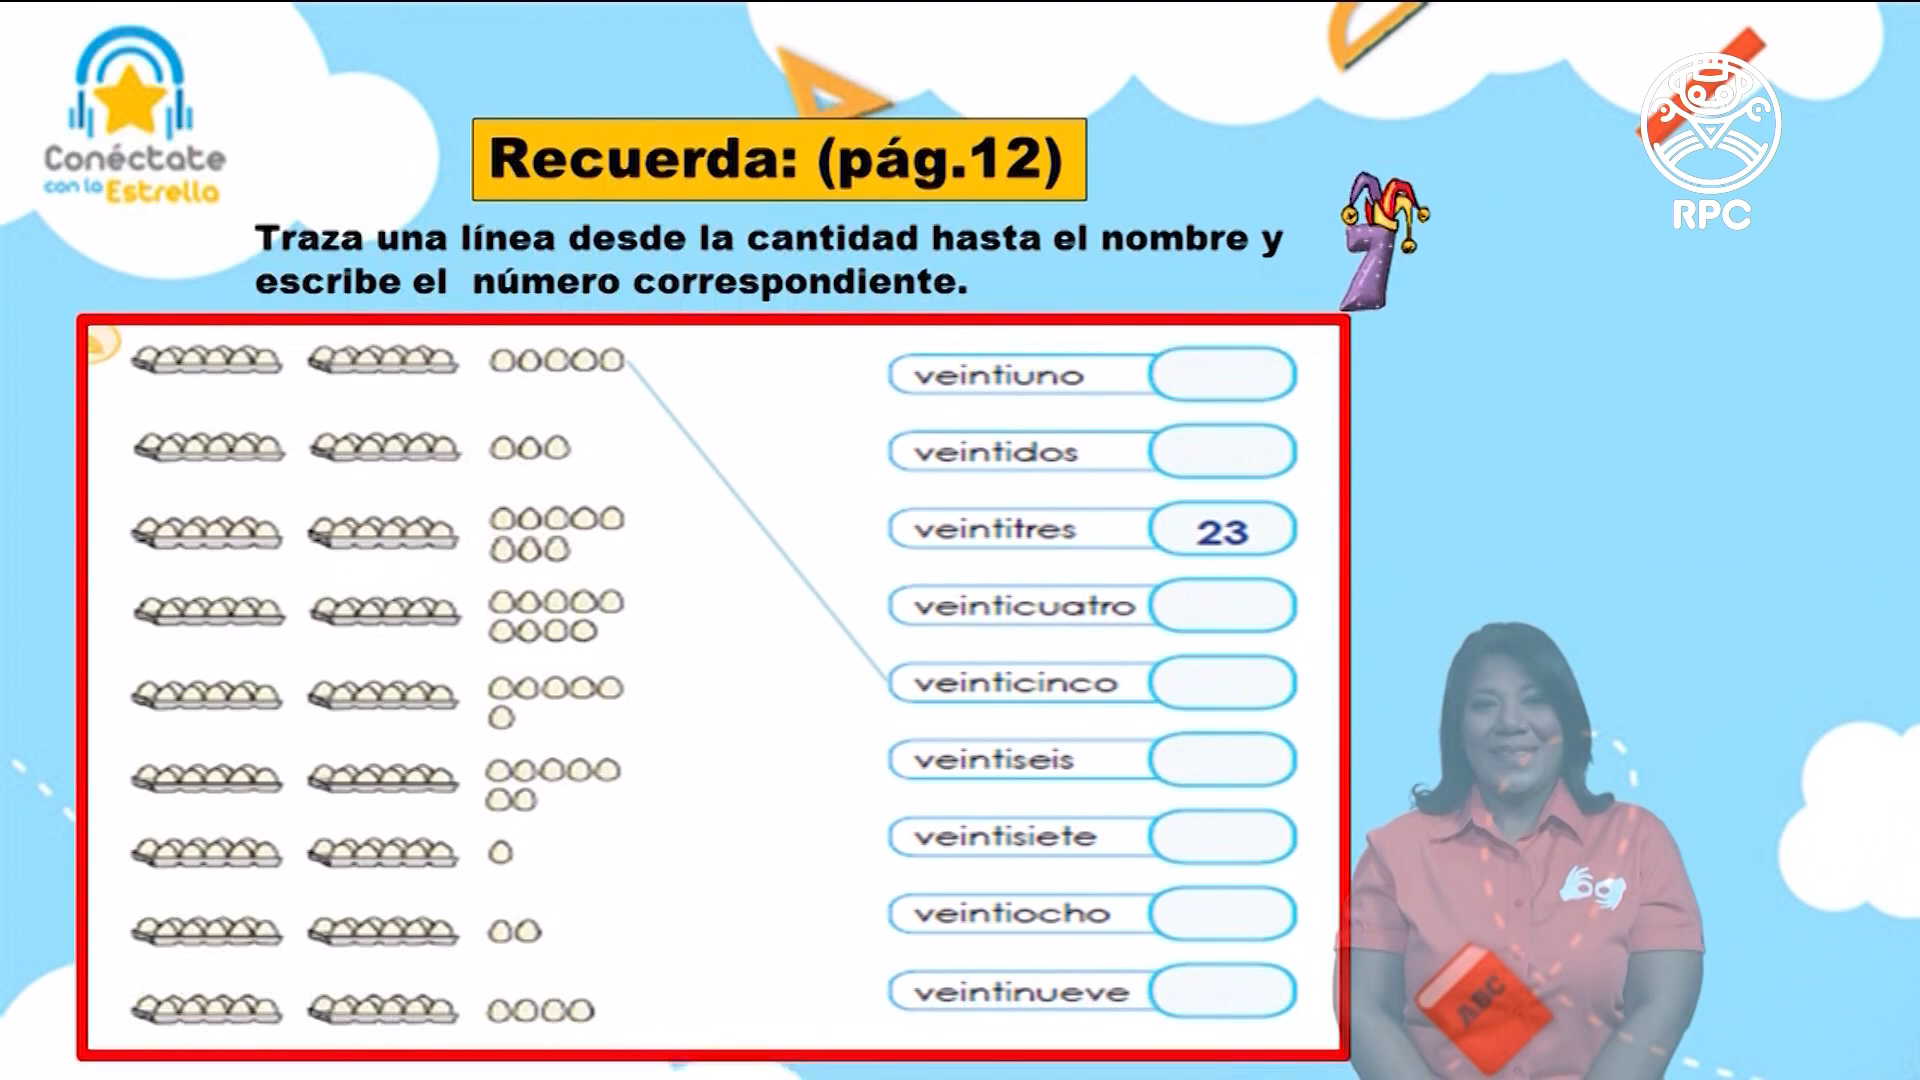 Conéctate
con la Estrella
Recuerda: (pág.12)
RPC
Traza una línea desde la cantidad hasta el nombre y
escribe el número correspondiente.
veintiuno
veintidos
veintitres 23
veinticuatro
veinticinco
veintiseis
veintisiete
veintiocho
veintinueve
7
ABC